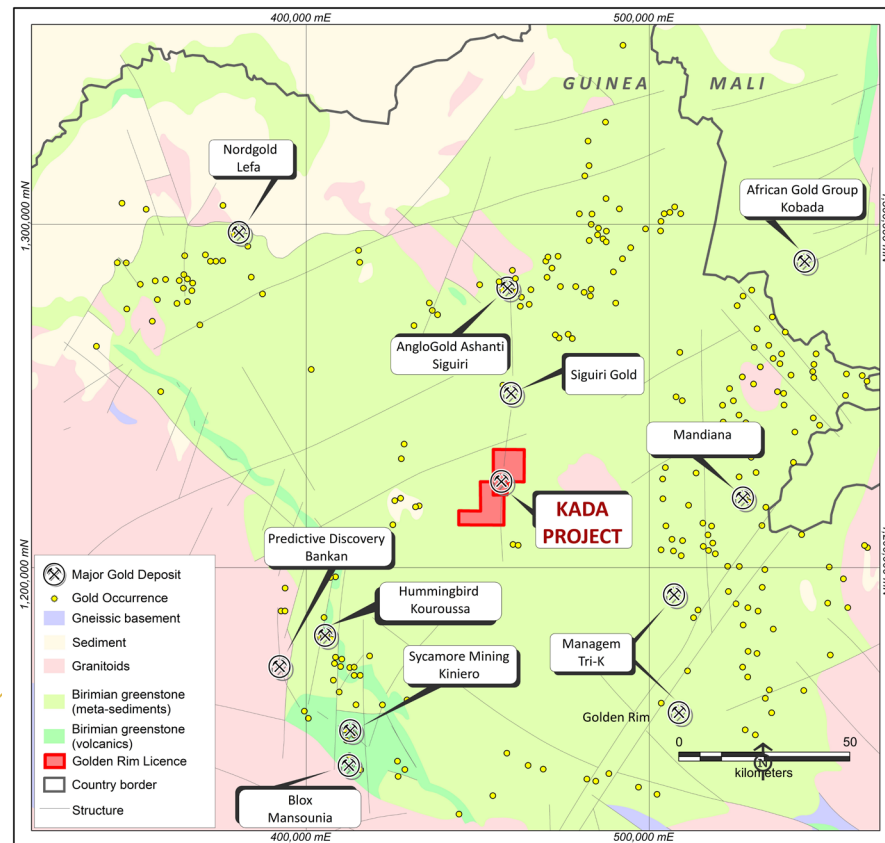 400,000 mE
500,000 mE
GUINEA
MALI
Nordgold
Lefa
African Gold Group
Kobada
1,300,000 mN
AngloGold Ashanti
Siguiri
Siguiri Gold
Mandiana
KADA
PROJECT
Predictive Discovery
Bankan
1,200,000 mN
Hummingbird
Kouroussa
Sycamore Mining
Kiniero
Managem
Tri-K
Golden Rim
Blox
Mansounia
Major Gold Deposit
Gold Occurrence
Gneissic basement
Sediment
Granitoids
Birimian greenstone
(meta-sediments)
Birimian greenstone
(volcanics)
Golden Rim Licence
Country border
Structure
0
50
kilometers
N
400,000 mE
500,000 mE